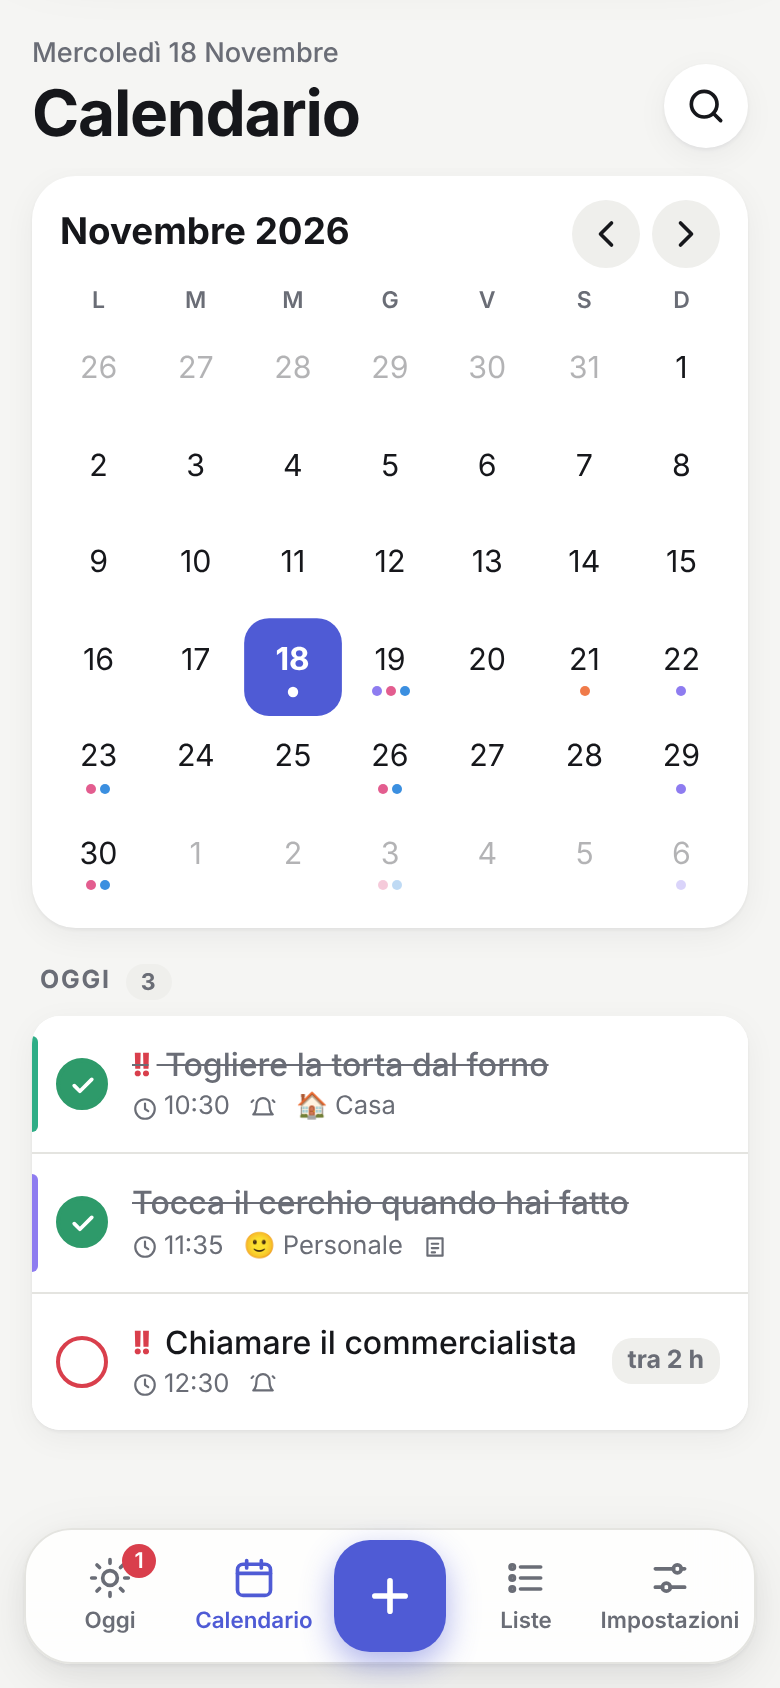 Mercoledì 18 Novembre
Calendario
Novembre 2026
L M M G V S D
26 27 28 29 30 31 1
2 3 4 5 6 7 8
9 10 11 12 13 14 15
16 17 18 19 20 21 22
23 24 25 26 27 28 29
30 1 2 3 4 5 6
OGGI 3
‼ Togliere la torta dal forno
10:30 Casa
Tocca il cerchio quando hai fatto
11:35 Personale
‼ Chiamare il commercialista
tra 2 h
12:30
1
Oggi Calendario + Liste Impostazioni